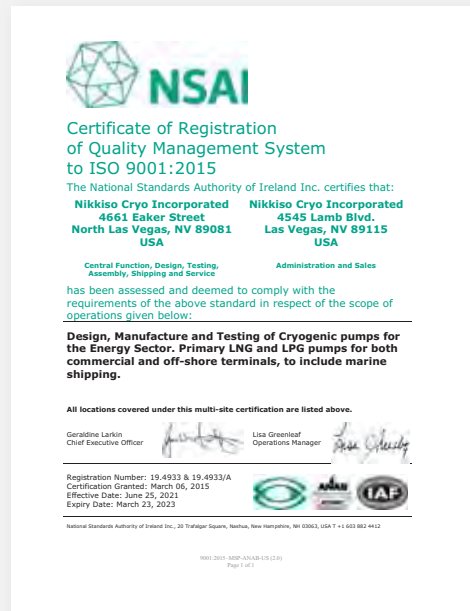 NSAI
Certificate of Registration
of Quality Management System
to ISO 9001:2015
The National Standards Authority of Ireland Inc. certifies that:
Nikkiso Cryo Incorporated
4661 Eaker Street
North Las Vegas, NV 89081
USA
Central Function, Design, Testing,
Assembly, Shipping and Service
Nikkiso Cryo Incorporated
4545 Lamb Blvd.
Las Vegas, NV 89115
USA
Administration and Sales
has been assessed and deemed to comply with the
requirements of the above standard in respect of the scope of
operations given below:
Design, Manufacture and Testing of Cryogenic pumps for
the Energy Sector. Primary LNG and LPG pumps for both
commercial and off-shore terminals, to include marine
shipping.
All locations covered under this multi-site certification are listed above.
Geraldine Larkin
Chief Executive Officer
Lisa Greenleaf
Operations Manager
Registration Number: 19.4933 & 19.4933/A
Certification Granted: March 06, 2015
Effective Date: June 25, 2021
Expiry Date: March 23, 2023
ANAB
IAF
National Standards Authority of Ireland Inc., 20 Trafalgar Square, Nashua, New Hampshire, NH 03063, USA T +1 603 882 4412
9001:2015-MSP-ANAB-US (2.0)
Page 1 of 1